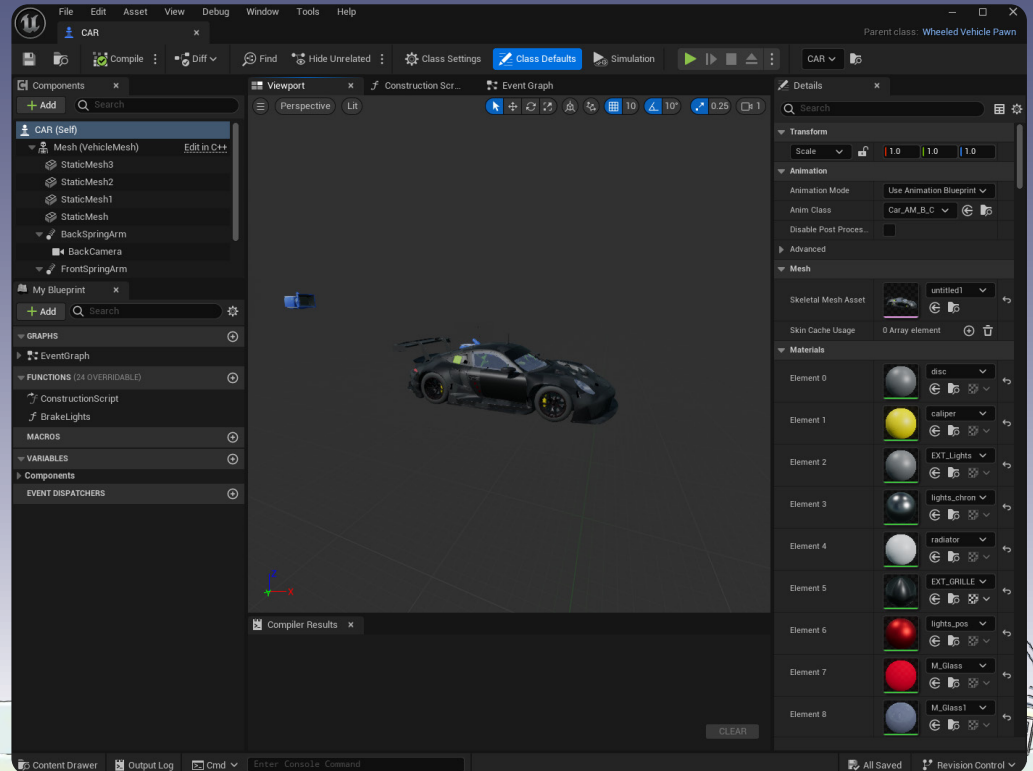 File Edit Asset View Debug Window Tools Help
CAR
Parent class: Wheeled Vehicle Pawn
Compile Diff Find Hide Unrelated Class Settings Class Defaults Simulation CAR
Components
Add Search
CAR (Self)
Mesh (VehicleMesh) Edit in C++
StaticMesh3
StaticMesh2
StaticMesh1
StaticMesh
BackSpringArm
BackCamera
FrontSpringArm
My Blueprint
Add Search
GRAPHS
EventGraph
FUNCTIONS (24 OVERRIDABLE)
ConstructionScript
BrakeLights
MACROS
VARIABLES
Components
EVENT DISPATCHERS
Viewport Construction Scr... Event Graph
Perspective Lit 10 10° 0.25 1
Z
Y X
Compiler Results
CLEAR
Details
Search
Transform
Scale 1.0 1.0 1.0
Animation
Animation Mode Use Animation Blueprint
Anim Class Car_AM_B_C
Disable Post Proces...
Advanced
Mesh
Skeletal Mesh Asset untitled1
Skin Cache Usage 0 Array element
Materials
Element 0 disc
Element 1 caliper
Element 2 EXT_Lights
Element 3 lights_chron
Element 4 radiator
Element 5 EXT_GRILLE
Element 6 lights_pos
Element 7 M_Glass
Element 8 M_Glass1
Content Drawer Output Log Cmd Enter Console Command All Saved Revision Control